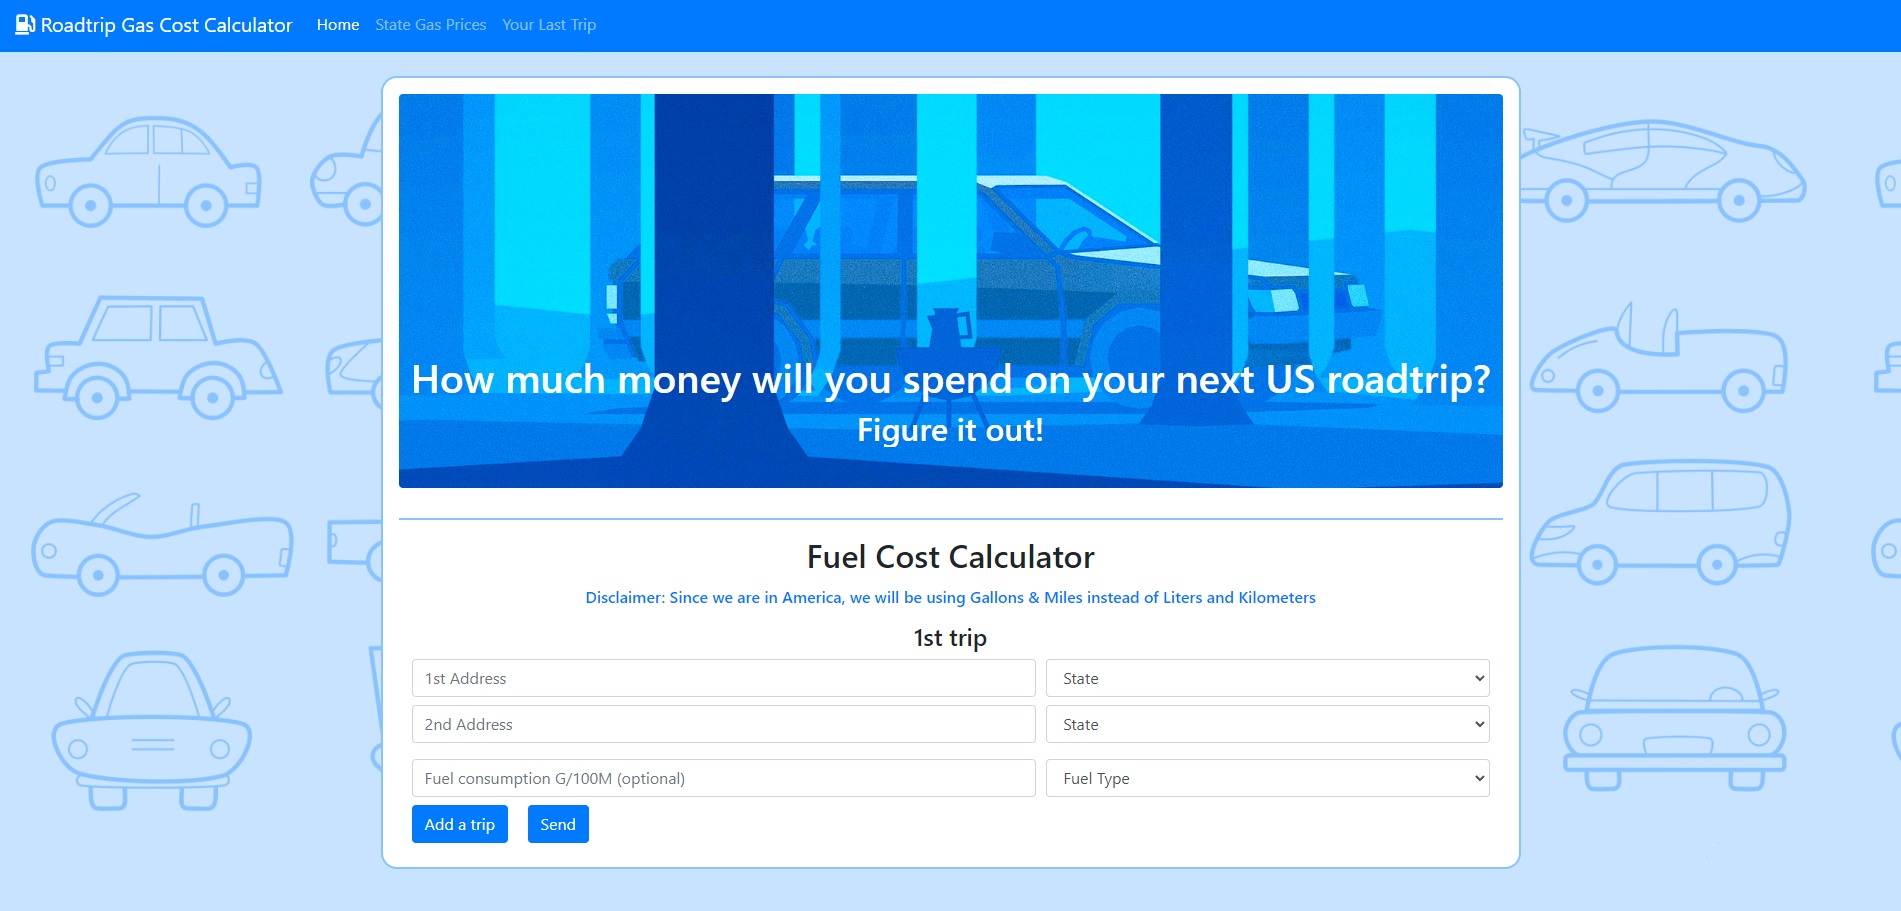 Roadtrip Gas Cost Calculator Home State Gas Prices Your Last Trip
How much money will you spend on your next US roadtrip?
Figure it out!
Fuel Cost Calculator
Disclaimer: Since we are in America, we will be using Gallons & Miles instead of Liters and Kilometers
1st trip
1st Address State
2nd Address State
Fuel consumption G/100M (optional) Fuel Type
Add a trip Send